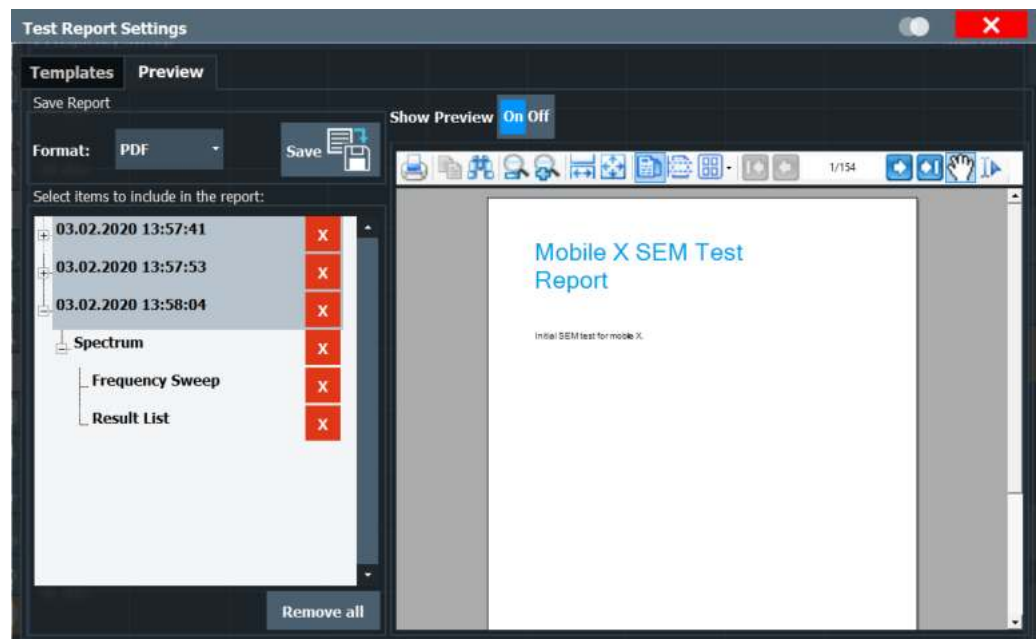 Test Report Settings
X
Templates Preview
Save Report
Format: PDF Save
Show Preview On Off
1/154
Select items to include in the report:
03.02.2020 13:57:41 X
03.02.2020 13:57:53 X
03.02.2020 13:58:04 X
Spectrum X
Frequency Sweep X
Result List X
Remove all
Mobile X SEM Test
Report
Initial SEM test for mobile X.